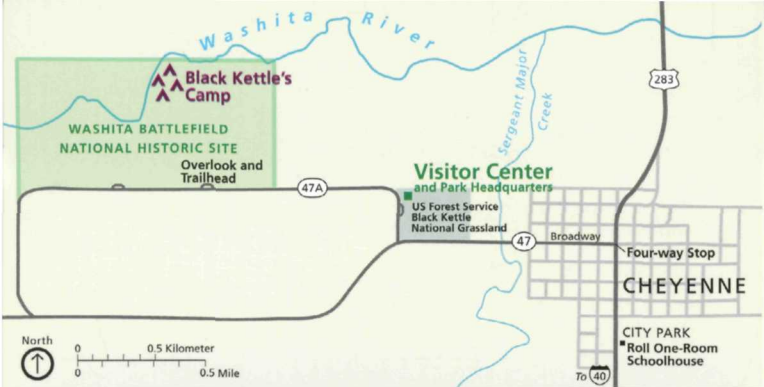 Washita River
Black Kettle's
Camp
WASHITA BATTLEFIELD
NATIONAL HISTORIC SITE
Overlook and
Trailhead
47A
Visitor Center
and Park Headquarters
US Forest Service
Black Kettle
National Grassland
Sergeant Major
Creek
283
47
Broadway
Four-way Stop
CHEYENNE
CITY PARK
Roll One-Room
Schoolhouse
To 40
North
0 0.5 Kilometer
0 0.5 Mile